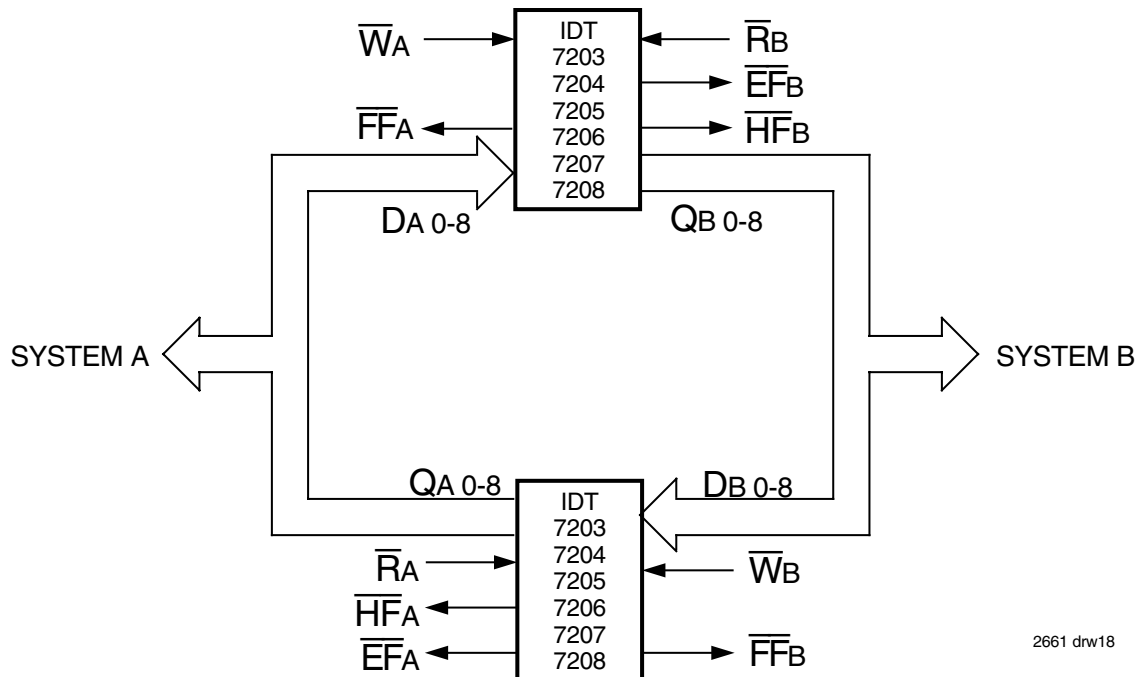 W̅A
F̅F̅A
IDT
7203
7204
7205
7206
7207
7208
R̅B
E̅F̅B
H̅F̅B
DA 0-8
QB 0-8
SYSTEM A
SYSTEM B
QA 0-8
DB 0-8
R̅A
H̅F̅A
E̅F̅A
IDT
7203
7204
7205
7206
7207
7208
W̅B
F̅F̅B
2661 drw18